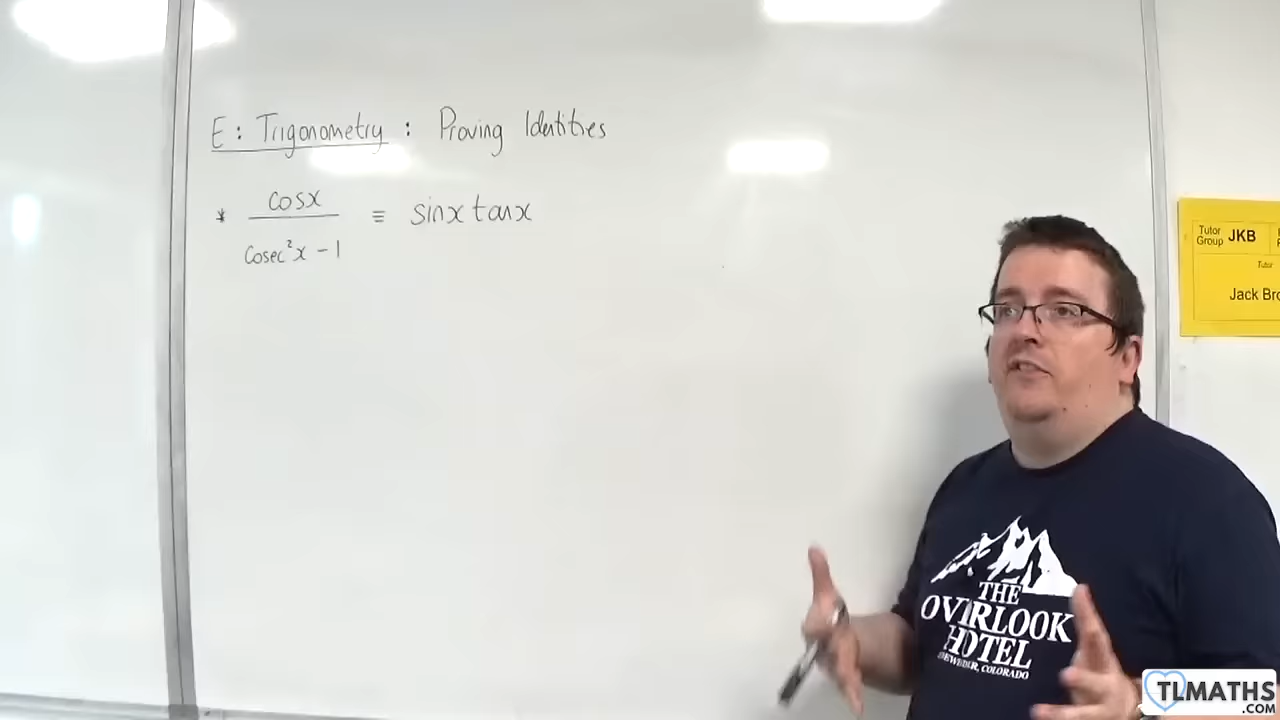 E: Trigonometry: Proving Identities
* cosx / cosec²x - 1 ≡ sinx tanx
Tutor Group JKB
Tutor
Jack Bro
THE
OVERLOOK
HOTEL
TLMATHS
.COM